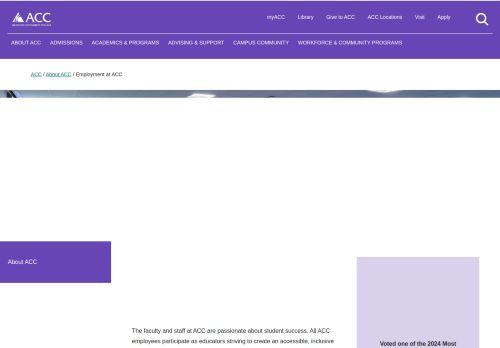 ACC
myACC Library Give to ACC ACC Locations Visit Apply
ABOUT ACC ADMISSIONS ACADEMICS & PROGRAMS ADVISING & SUPPORT CAMPUS COMMUNITY WORKFORCE & COMMUNITY PROGRAMS
ACC / About ACC / Employment at ACC
About ACC
The faculty and staff at ACC are passionate about student success. All ACC
employees participate as educators striving to create an accessible, inclusive
Voted one of the 2024 Most